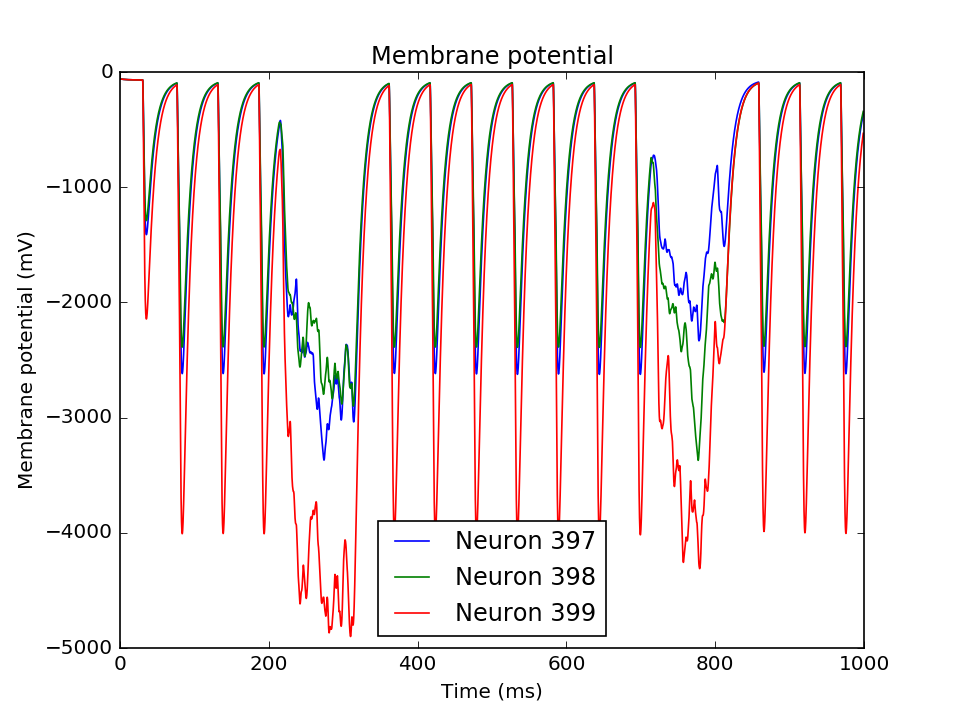 Membrane potential
0
−1000
−2000
−3000
−4000
−5000
Membrane potential (mV)
Neuron 397
Neuron 398
Neuron 399
0 200 400 600 800 1000
Time (ms)